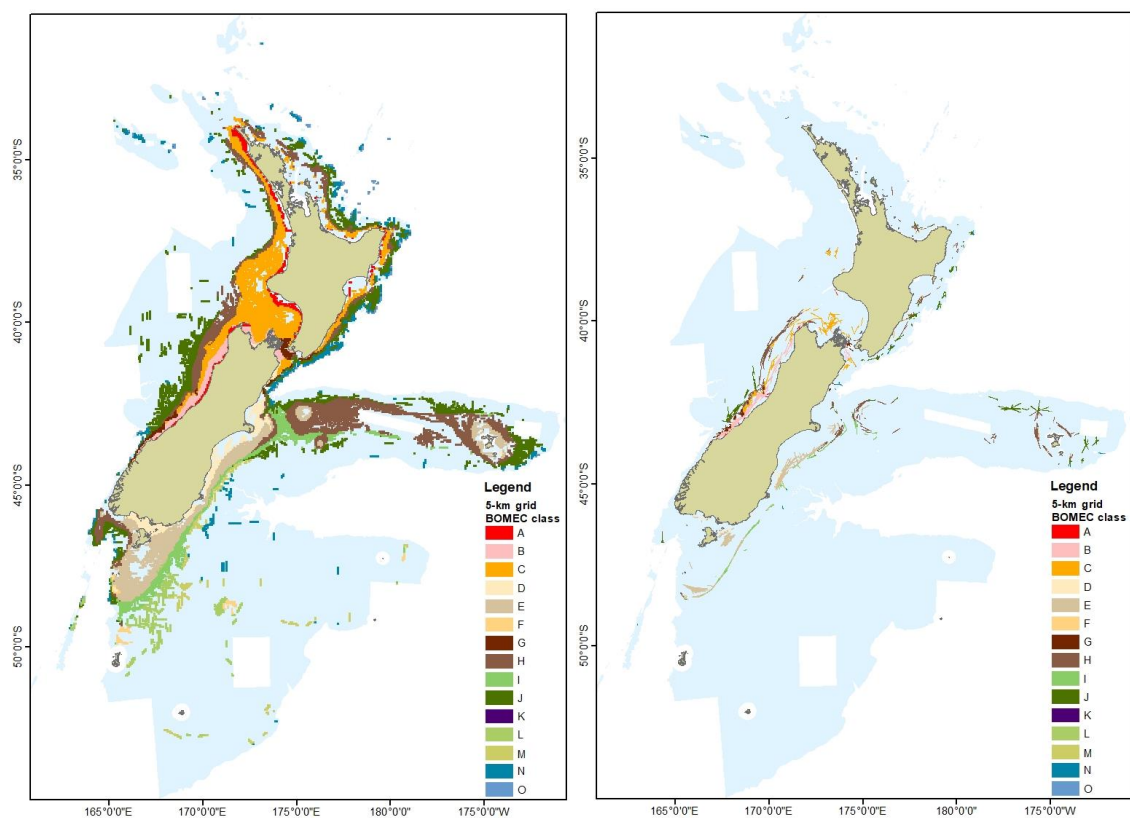 35°0'0"S
40°0'0"S
45°0'0"S
50°0'0"S
165°0'0"E
170°0'0"E
175°0'0"E
180°0'0"
175°0'0"W
Legend
5-km grid
BOMEC class
A
B
C
D
E
F
G
H
I
J
K
L
M
N
O
35°0'0"S
40°0'0"S
45°0'0"S
50°0'0"S
165°0'0"E
170°0'0"E
175°0'0"E
180°0'0"
175°0'0"W
Legend
5-km grid
BOMEC class
A
B
C
D
E
F
G
H
I
J
K
L
M
N
O